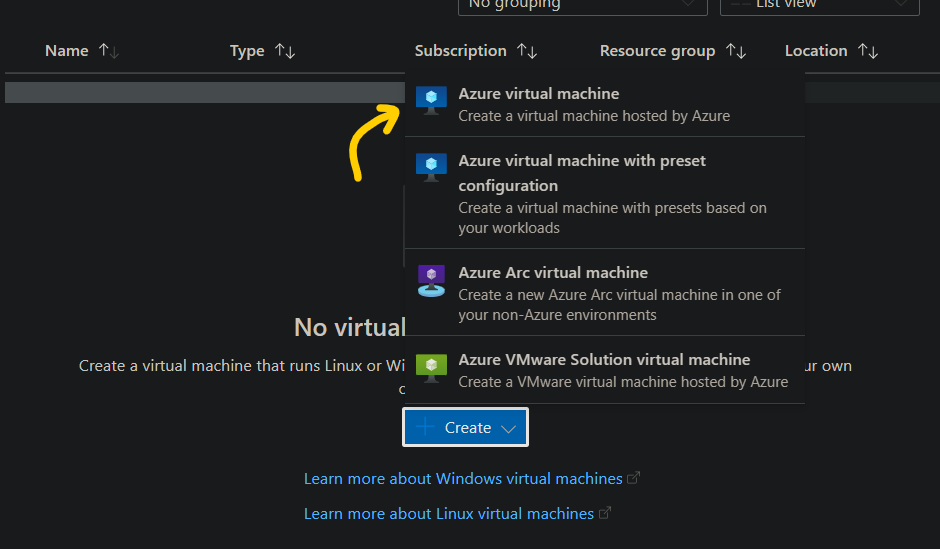 No grouping
List view
Name
Type
Subscription
Resource group
Location
Azure virtual machine
Create a virtual machine hosted by Azure
Azure virtual machine with preset
configuration
Create a virtual machine with presets based on
your workloads
Azure Arc virtual machine
Create a new Azure Arc virtual machine in one of
your non-Azure environments
No virtual
Azure VMware Solution virtual machine
Create a virtual machine that runs Linux or Wi
ur own
Create a VMware virtual machine hosted by Azure
Create
Learn more about Windows virtual machines
Learn more about Linux virtual machines